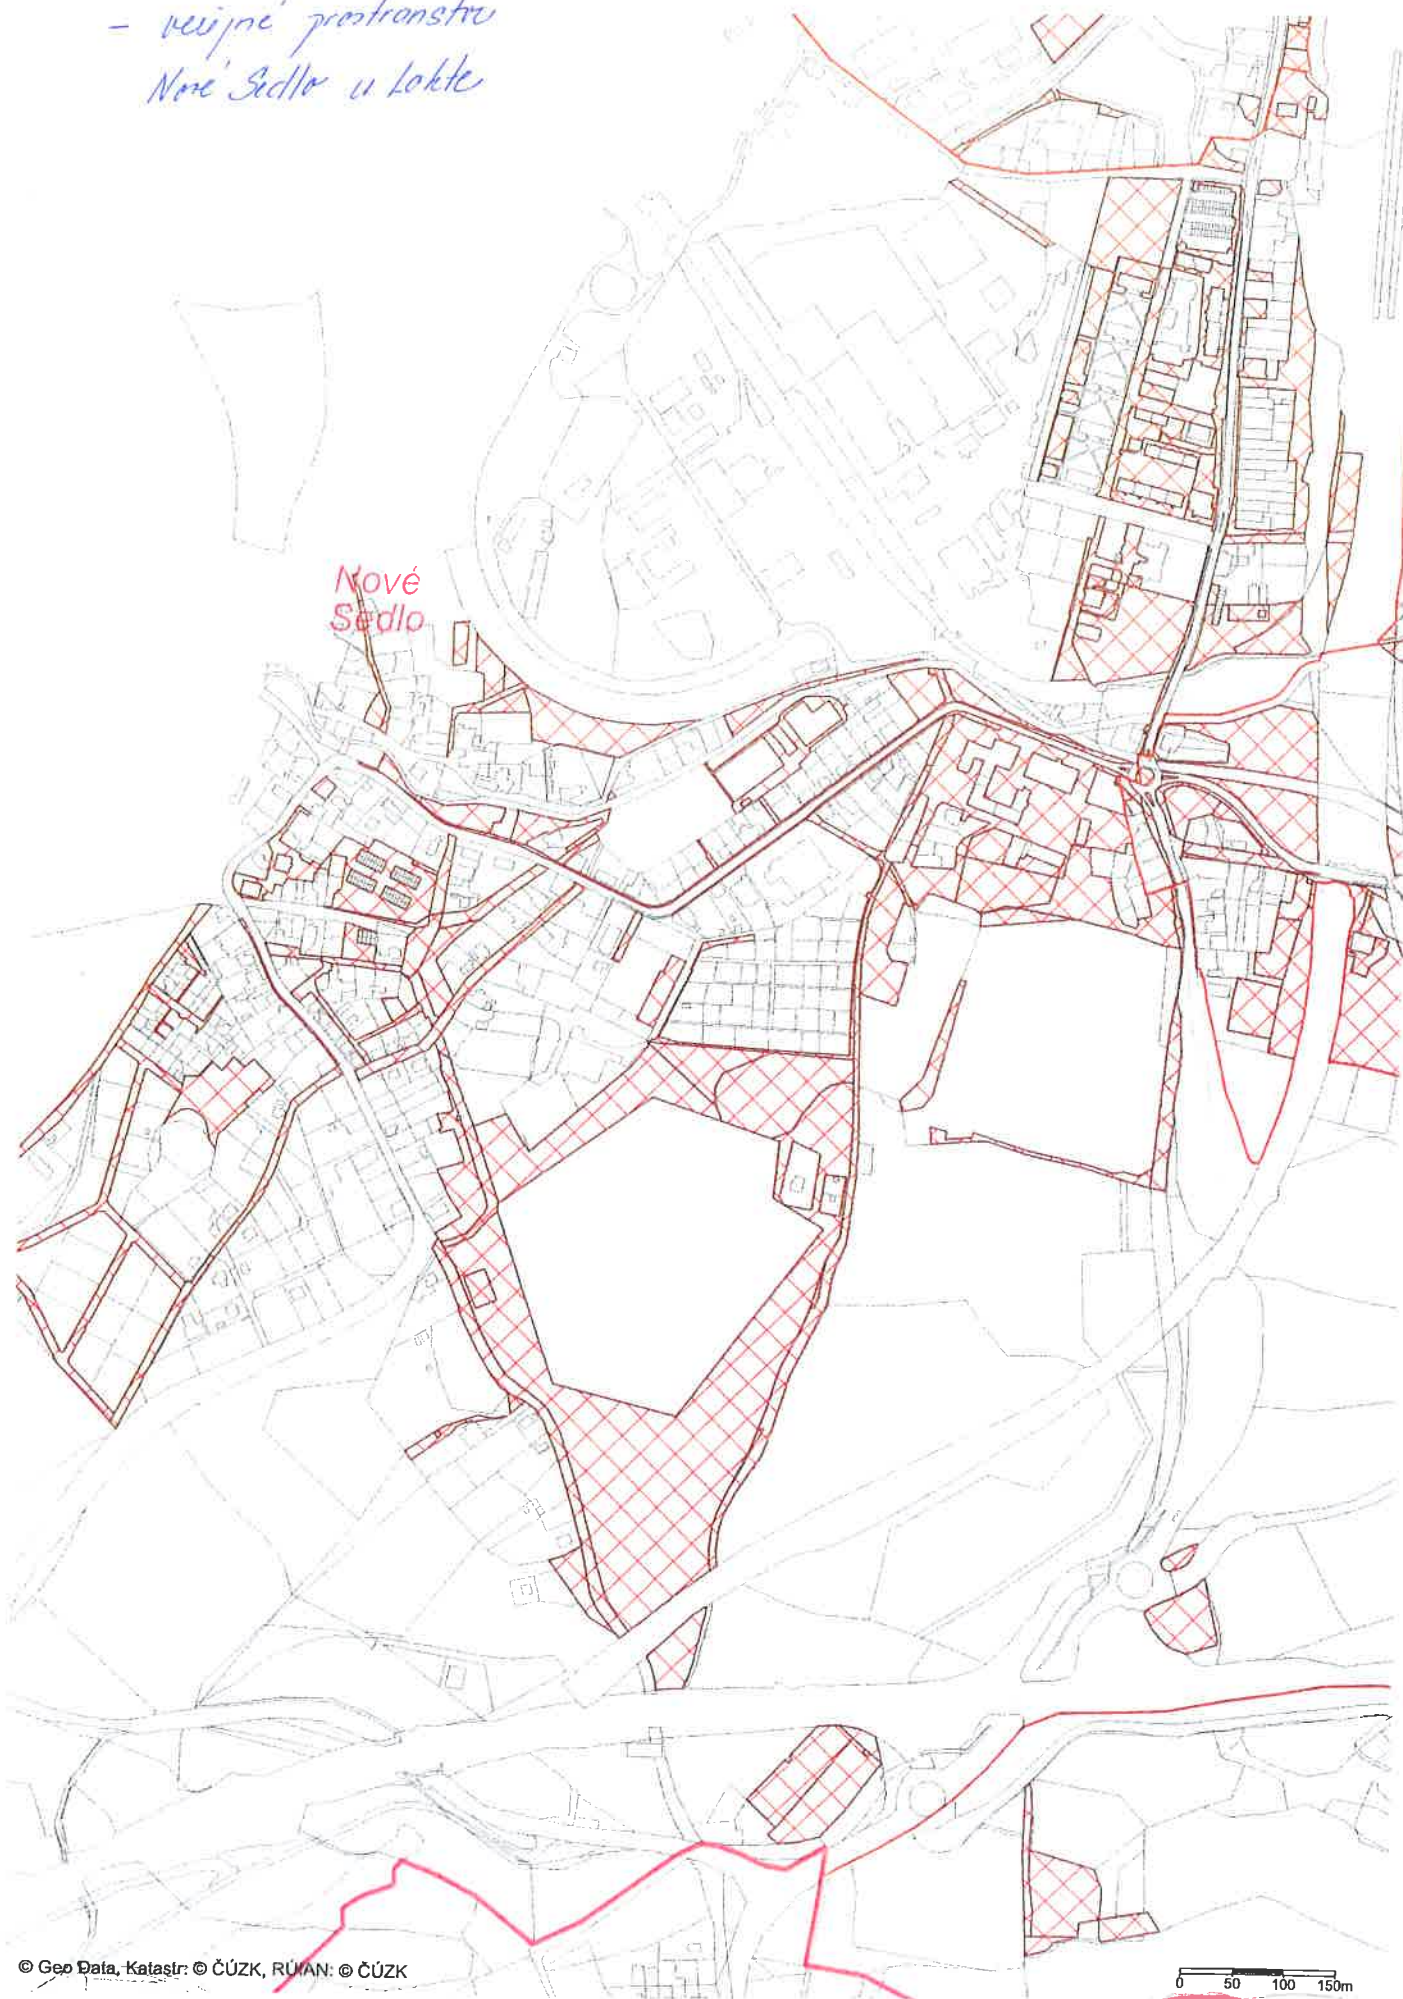 - veřejné prostranství
Nové Sedlo u Lokte
Nové
Sedlo
© Geo Data, Katastr: © ČÚZK, RÚIAN: © ČÚZK
0 50 100 150m